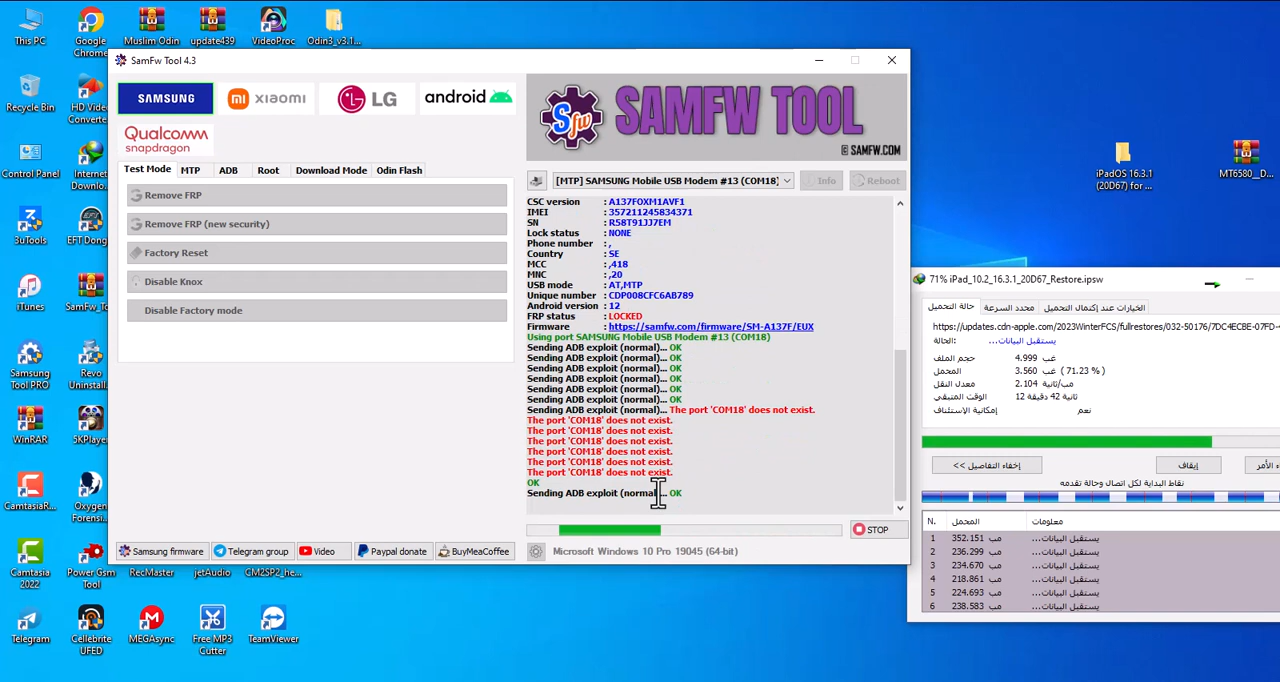 This PC
Google Chrome
Muslim Odin
update439
VideoProc
Odin3_v3.1...
Recycle Bin
HD Video Converte...
Control Panel
Internet Downlo...
3uTools
EFT Dong
iTunes
SamFw_To
Samsung Tool PRO
Revo Uninstall
WinRAR
5KPlayer
CamtasiaR...
Oxygen Forensi..
Camtasia 2022
Power Gsm Tool
RecMaster
jetAudio
CM2SP2_he...
Telegram
Cellebrite UFED
MEGAsync
Free MP3 Cutter
TeamViewer
iPadOS 16.3.1 (20D67) for ...
MT6580__D...
SamFw Tool 4.3
SAMSUNG
mi xiaomi
LG
android
Qualcomm
snapdragon
Sfw SAMFW TOOL
© SAMFW.COM
Test Mode
MTP
ADB
Root
Download Mode
Odin Flash
Remove FRP
Remove FRP (new security)
Factory Reset
Disable Knox
Disable Factory mode
[MTP] SAMSUNG Mobile USB Modem #13 (COM18)
Info
Reboot
CSC version : A137FOXM1AVF1
IMEI : 357211245834371
SN : R58T91JJ7EM
Lock status : NONE
Phone number : ,
Country : SE
MCC : ,418
MNC : ,20
USB mode : AT,MTP
Unique number : CDP008CFC6AB789
Android version : 12
FRP status : LOCKED
Firmware : https://samfw.com/firmware/SM-A137F/EUX
Using port SAMSUNG Mobile USB Modem #13 (COM18)
Sending ADB exploit (normal)... OK
Sending ADB exploit (normal)... OK
Sending ADB exploit (normal)... OK
Sending ADB exploit (normal)... OK
Sending ADB exploit (normal)... OK
Sending ADB exploit (normal)... OK
Sending ADB exploit (normal)... The port 'COM18' does not exist.
The port 'COM18' does not exist.
The port 'COM18' does not exist.
The port 'COM18' does not exist.
The port 'COM18' does not exist.
The port 'COM18' does not exist.
The port 'COM18' does not exist.
OK
Sending ADB exploit (normal)... OK
STOP
Samsung firmware
Telegram group
Video
Paypal donate
BuyMeaCoffee
Microsoft Windows 10 Pro 19045 (64-bit)
71% iPad_10.2_16.3.1_20D67_Restore.ipsw
حالة التحميل
محدد السرعة
الخيارات عند إكتمال التحميل
https://updates.cdn-apple.com/2023WinterFCS/fullrestores/032-50176/7DC4ECBE-07FD-
الحالة: يستقبل البيانات...
حجم الملف 4.999 غب
المحمل 3.560 غب ( 71.23 % )
معدل النقل 2.104 مب/ثانية
الوقت المتبقي 12 دقيقة 42 ثانية
إمكانية الإستئناف نعم
إخفاء التفاصيل >>
إيقاف
نقاط البداية لكل اتصال وحالة تقدمه
N. المحمل معلومات
1 352.151 مب يستقبل البيانات...
2 236.299 مب يستقبل البيانات...
3 234.670 مب يستقبل البيانات...
4 218.861 مب يستقبل البيانات...
5 224.693 مب يستقبل البيانات...
6 238.583 مب يستقبل البيانات...